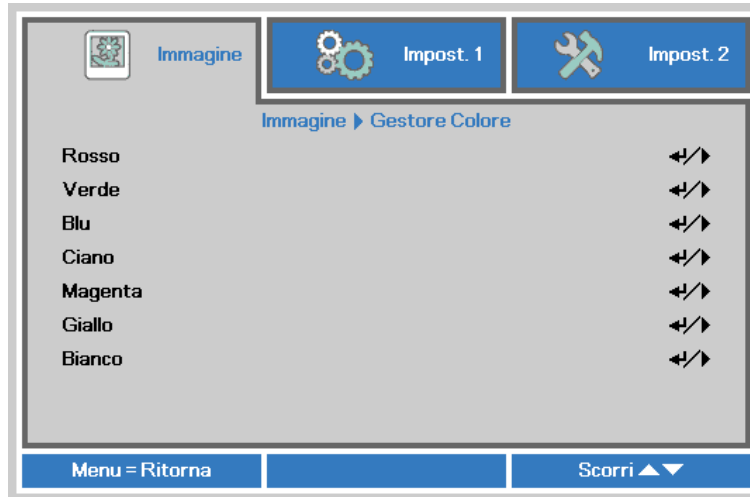 Immagine Impost. 1 Impost. 2
Immagine ▶ Gestore Colore
Rosso
Verde
Blu
Ciano
Magenta
Giallo
Bianco
Menu = Ritorna Scorri ▲▼